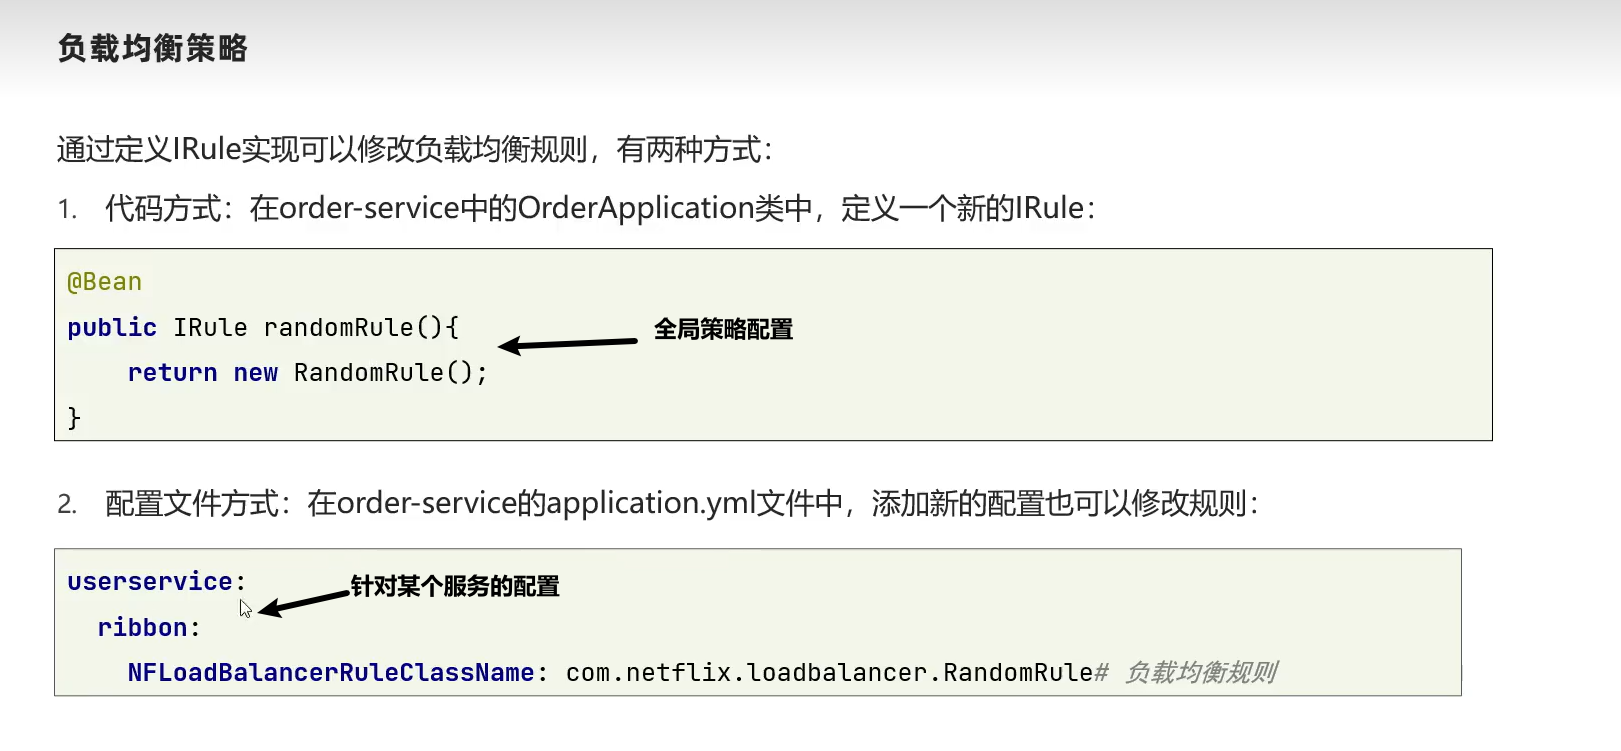 负载均衡策略
通过定义IRule实现可以修改负载均衡规则，有两种方式：
1. 代码方式：在order-service中的OrderApplication类中，定义一个新的IRule：
@Bean
public IRule randomRule(){
全局策略配置
    return new RandomRule();
}
2. 配置文件方式：在order-service的application.yml文件中，添加新的配置也可以修改规则：
userservice:
针对某个服务的配置
  ribbon:
    NFLoadBalancerRuleClassName: com.netflix.loadbalancer.RandomRule# 负载均衡规则